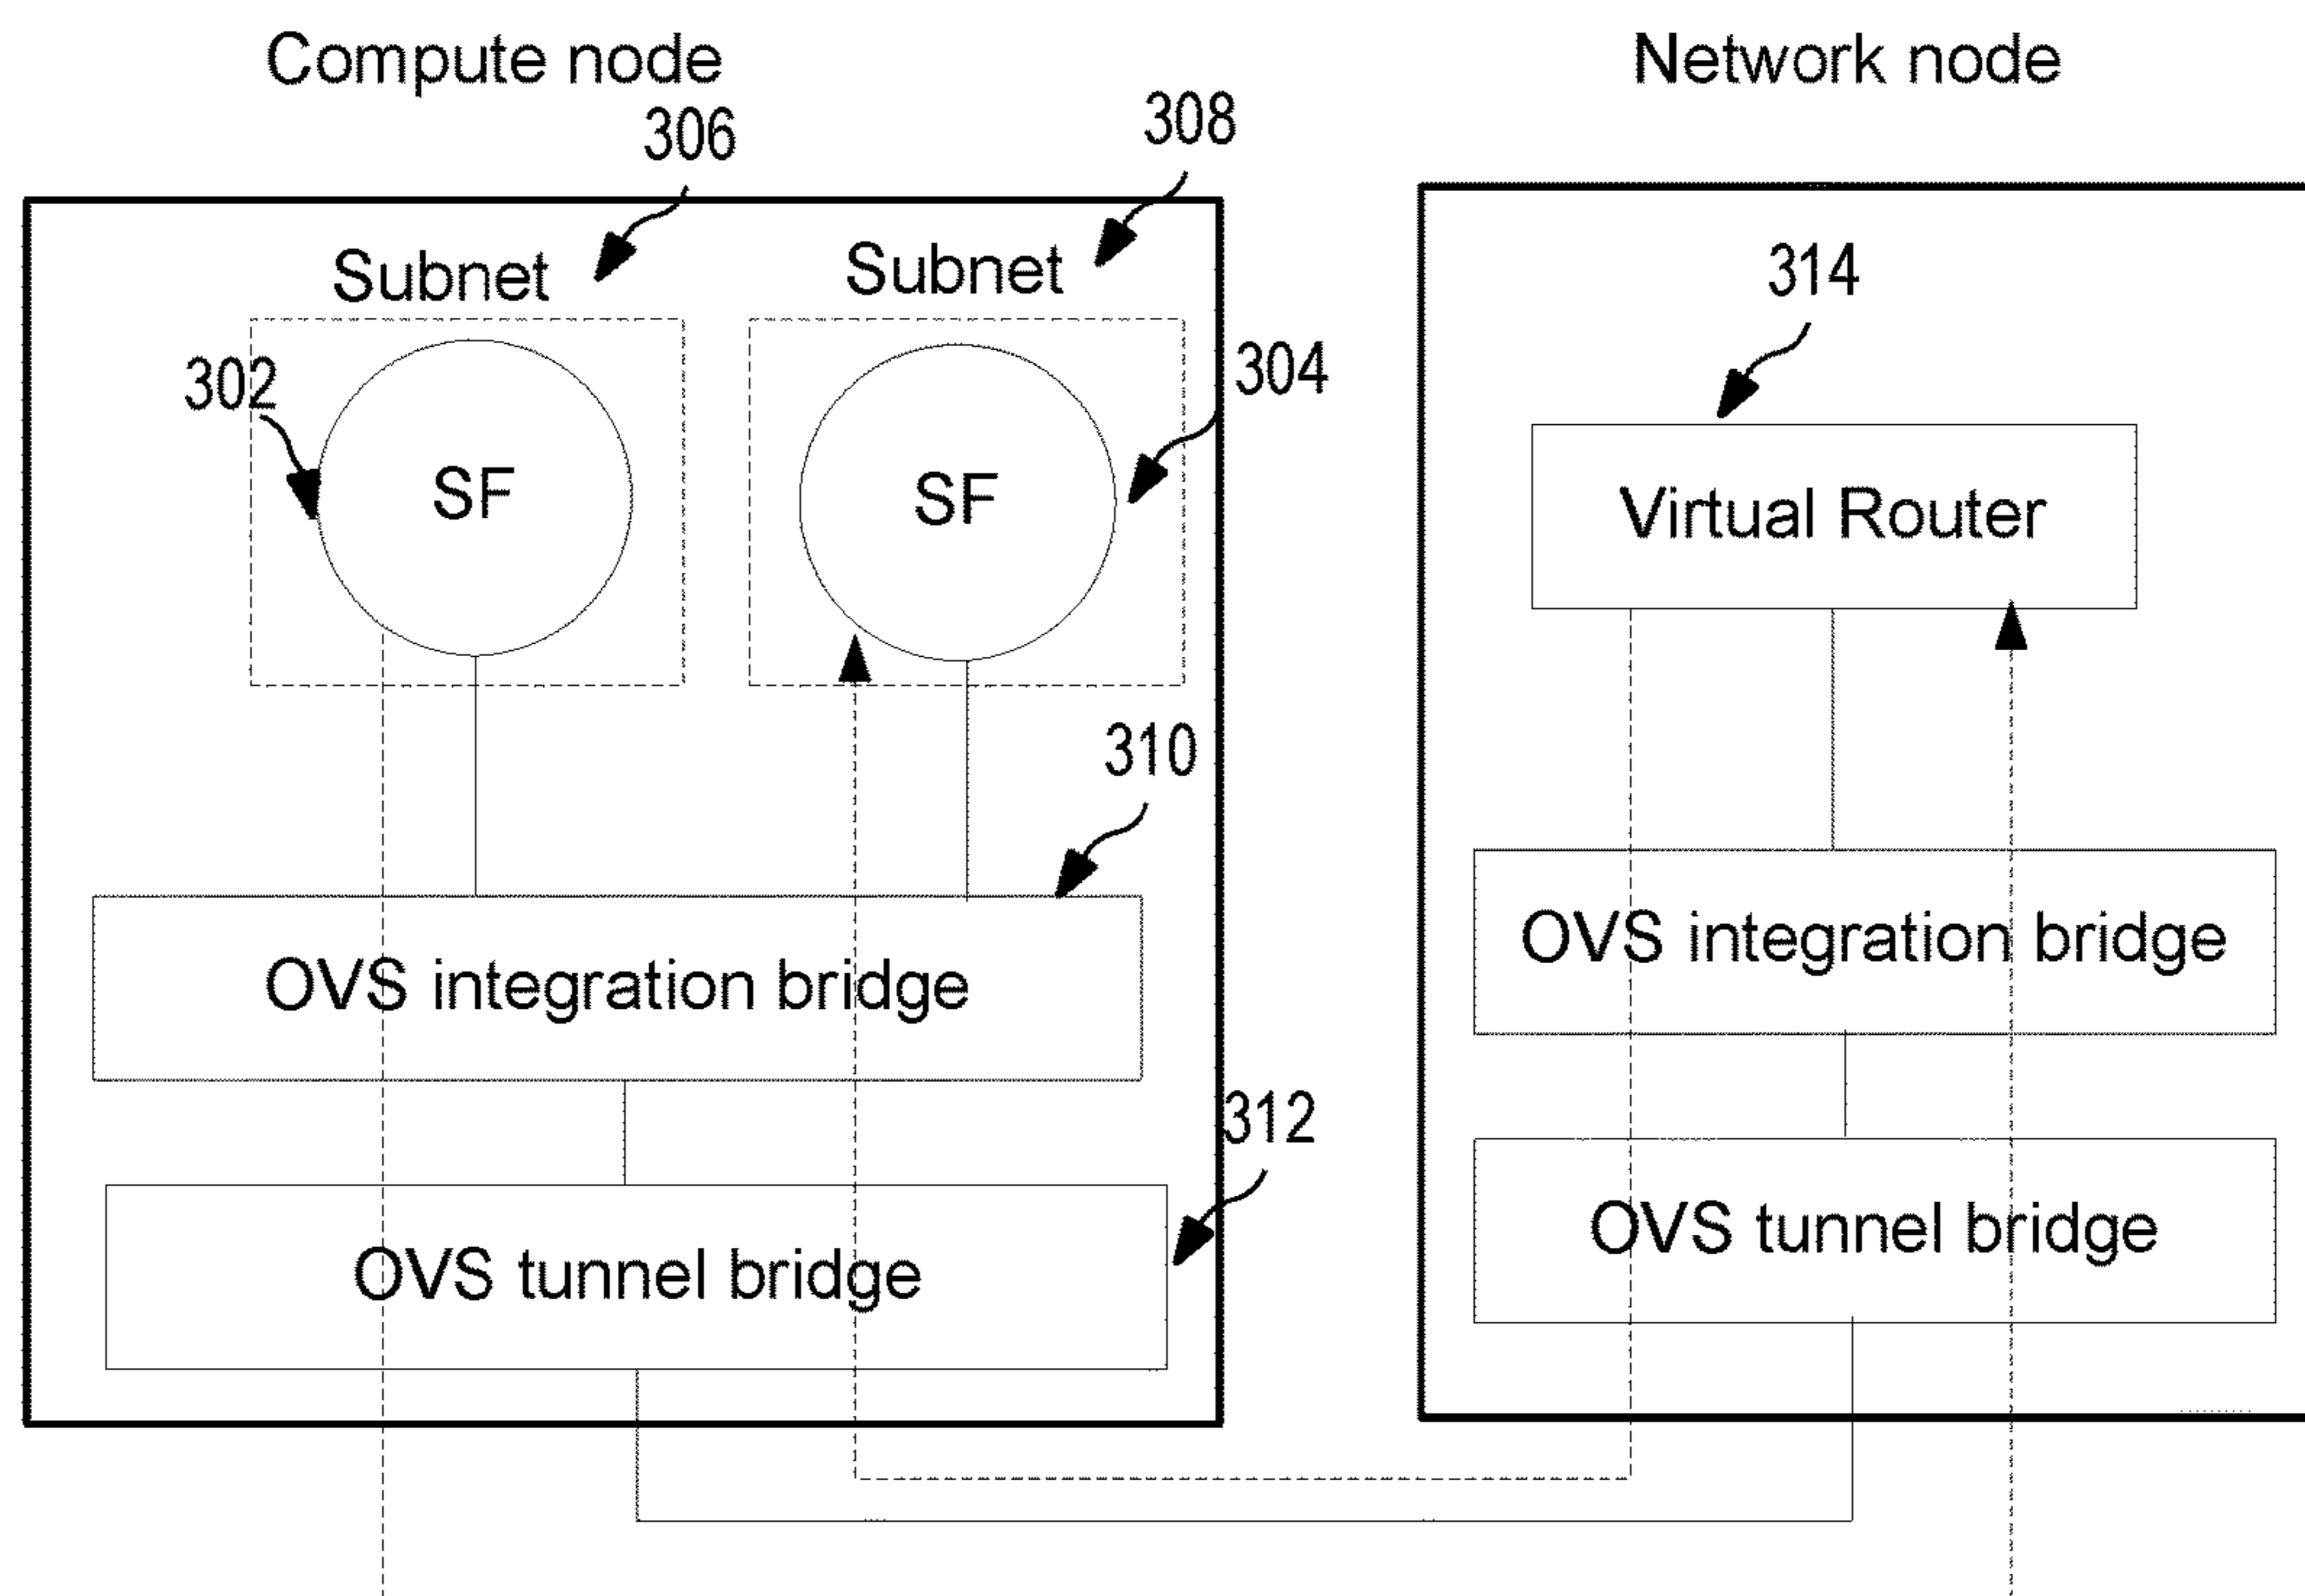 Compute node
Network node
306
308
Subnet
Subnet
314
302
304
SF
SF
Virtual Router
310
OVS integration bridge
OVS integration bridge
312
OVS tunnel bridge
OVS tunnel bridge